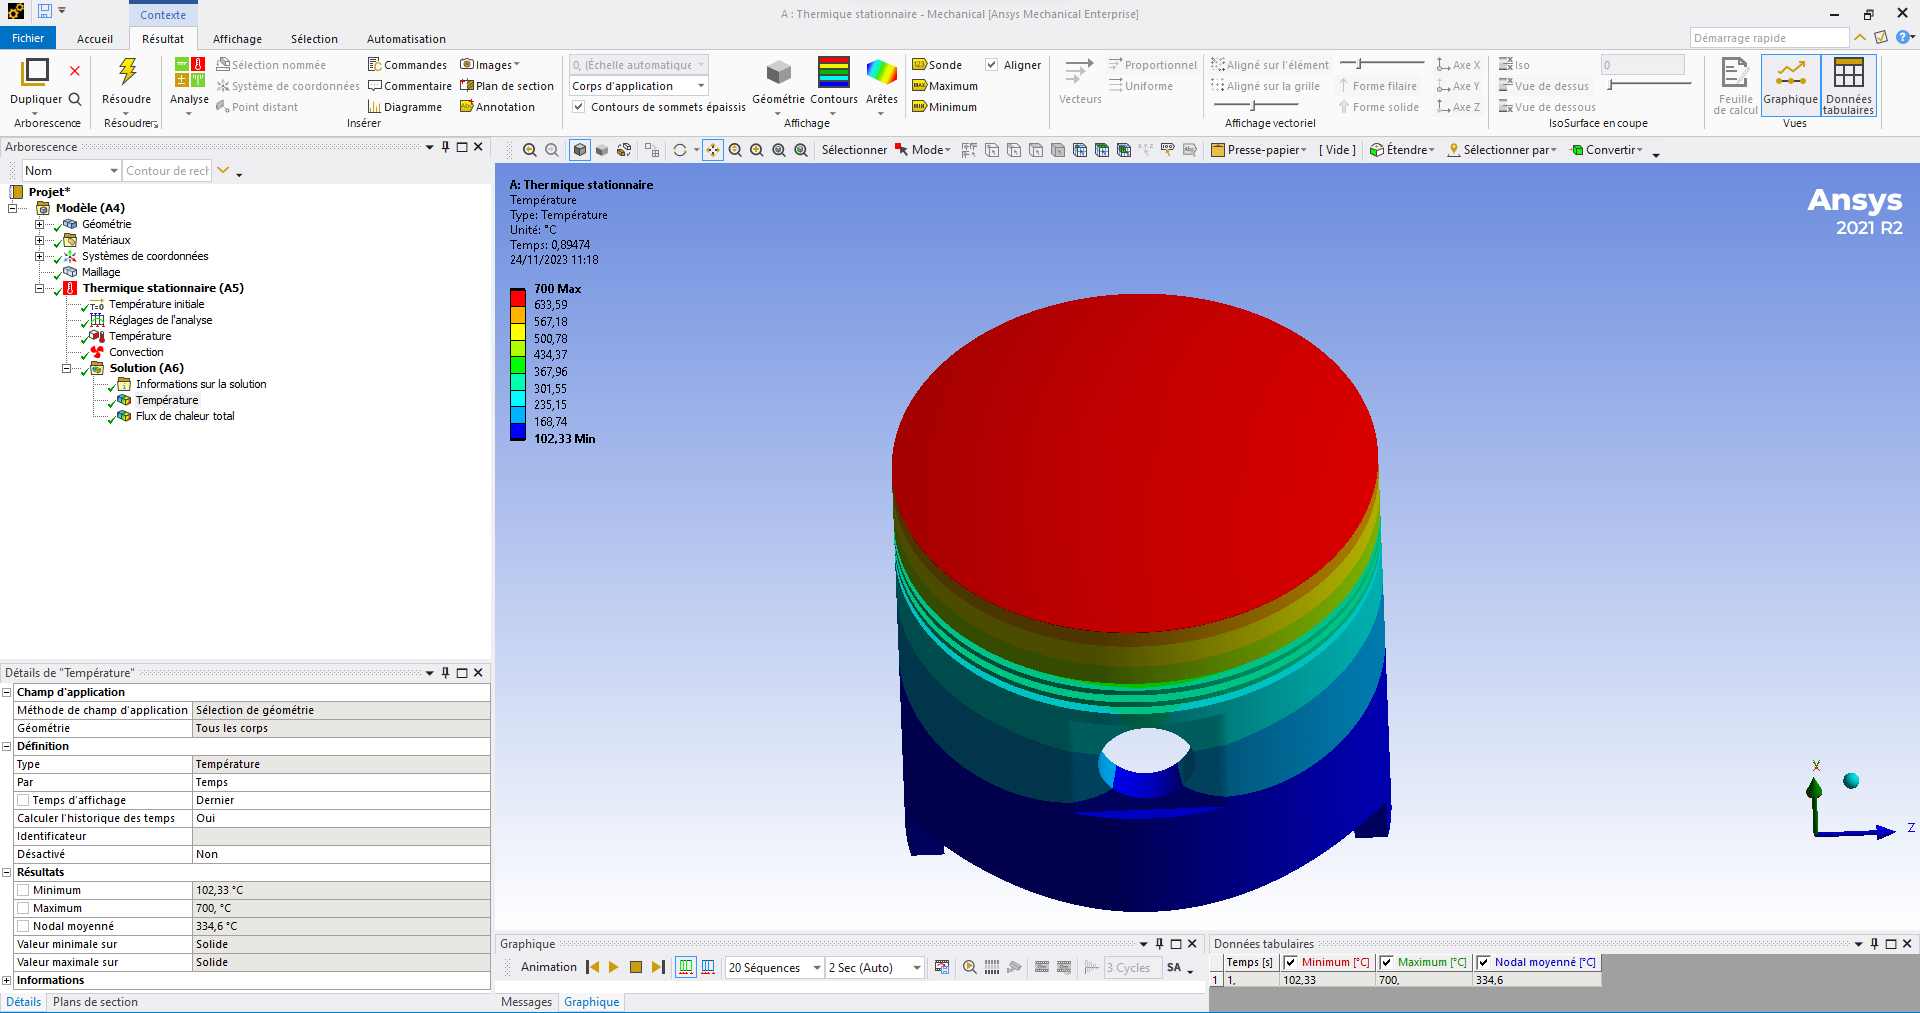 A : Thermique stationnaire - Mechanical [Ansys Mechanical Enterprise]
Contexte
Fichier Accueil Résultat Affichage Sélection Automatisation
Démarrage rapide
Dupliquer
Arborescence
Résoudre
Résoudre
Analyse
Sélection nommée
Système de coordonnées
Point distant
Commandes
Commentaire
Diagramme
Images
Plan de section
Annotation
Insérer
0, (Échelle automatique
Corps d'application
Contours de sommets épaissis
Géométrie
Contours
Arêtes
Affichage
Sonde
Maximum
Minimum
Aligner
Vecteurs
Proportionnel
Uniforme
Aligné sur l'élément
Aligné sur la grille
Forme filaire
Forme solide
Axe X
Axe Y
Axe Z
Affichage vectoriel
Iso
Vue de dessus
Vue de dessous
0
IsoSurface en coupe
Feuille
de calcul
Graphique
Données
tabulaires
Vues
Arborescence
Nom
Contour de rech
Sélectionner Mode
Presse-papier [ Vide ] Étendre Sélectionner par Convertir
Projet*
Modèle (A4)
Géométrie
Matériaux
Systèmes de coordonnées
Maillage
Thermique stationnaire (A5)
Température initiale
Réglages de l'analyse
Température
Convection
Solution (A6)
Informations sur la solution
Température
Flux de chaleur total
A: Thermique stationnaire
Température
Type: Température
Unité: °C
Temps: 0,89474
24/11/2023 11:18
700 Max
633,59
567,18
500,78
434,37
367,96
301,55
235,15
168,74
102,33 Min
Ansys
2021 R2
X
Z
Détails de "Température"
Champ d'application
Méthode de champ d'application Sélection de géométrie
Géométrie Tous les corps
Définition
Type Température
Par Temps
Temps d'affichage Dernier
Calculer l'historique des temps Oui
Identificateur
Désactivé Non
Résultats
Minimum 102,33 °C
Maximum 700, °C
Nodal moyenné 334,6 °C
Valeur minimale sur Solide
Valeur maximale sur Solide
Informations
Détails Plans de section
Graphique
Animation
20 Séquences
2 Sec (Auto)
3 Cycles
SA
Messages Graphique
Données tabulaires
Temps [s] Minimum [°C] Maximum [°C] Nodal moyenné [°C]
1 1, 102,33 700, 334,6